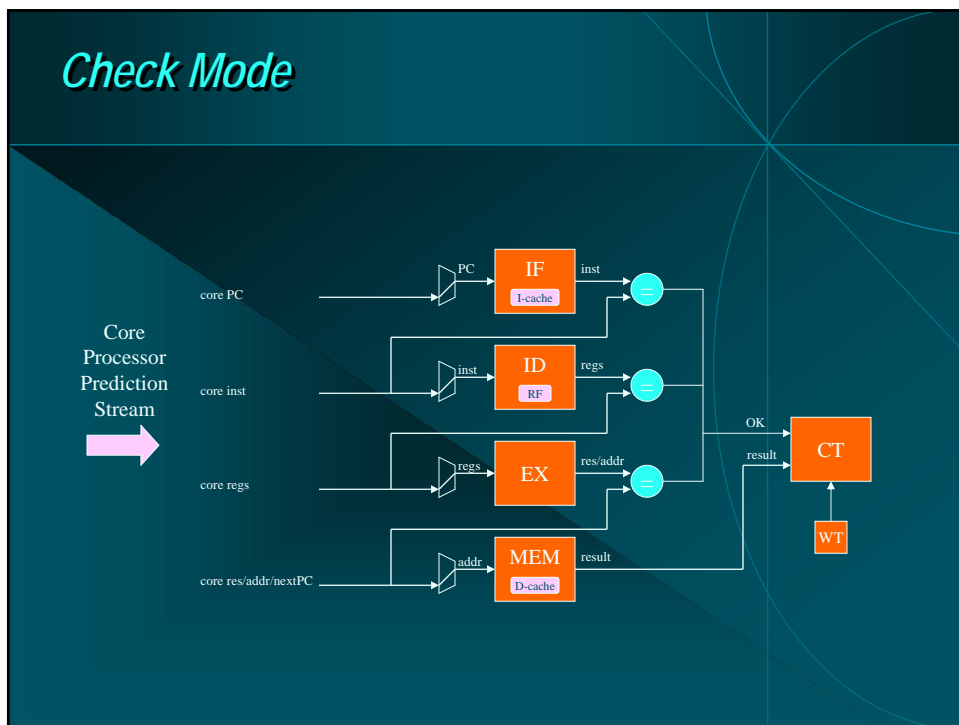 Check Mode
Core
Processor
Prediction
Stream
core PC
PC
IF
I-cache
inst
=
core inst
inst
ID
RF
regs
=
core regs
regs
EX
res/addr
=
core res/addr/nextPC
addr
MEM
D-cache
result
OK
result
CT
WT